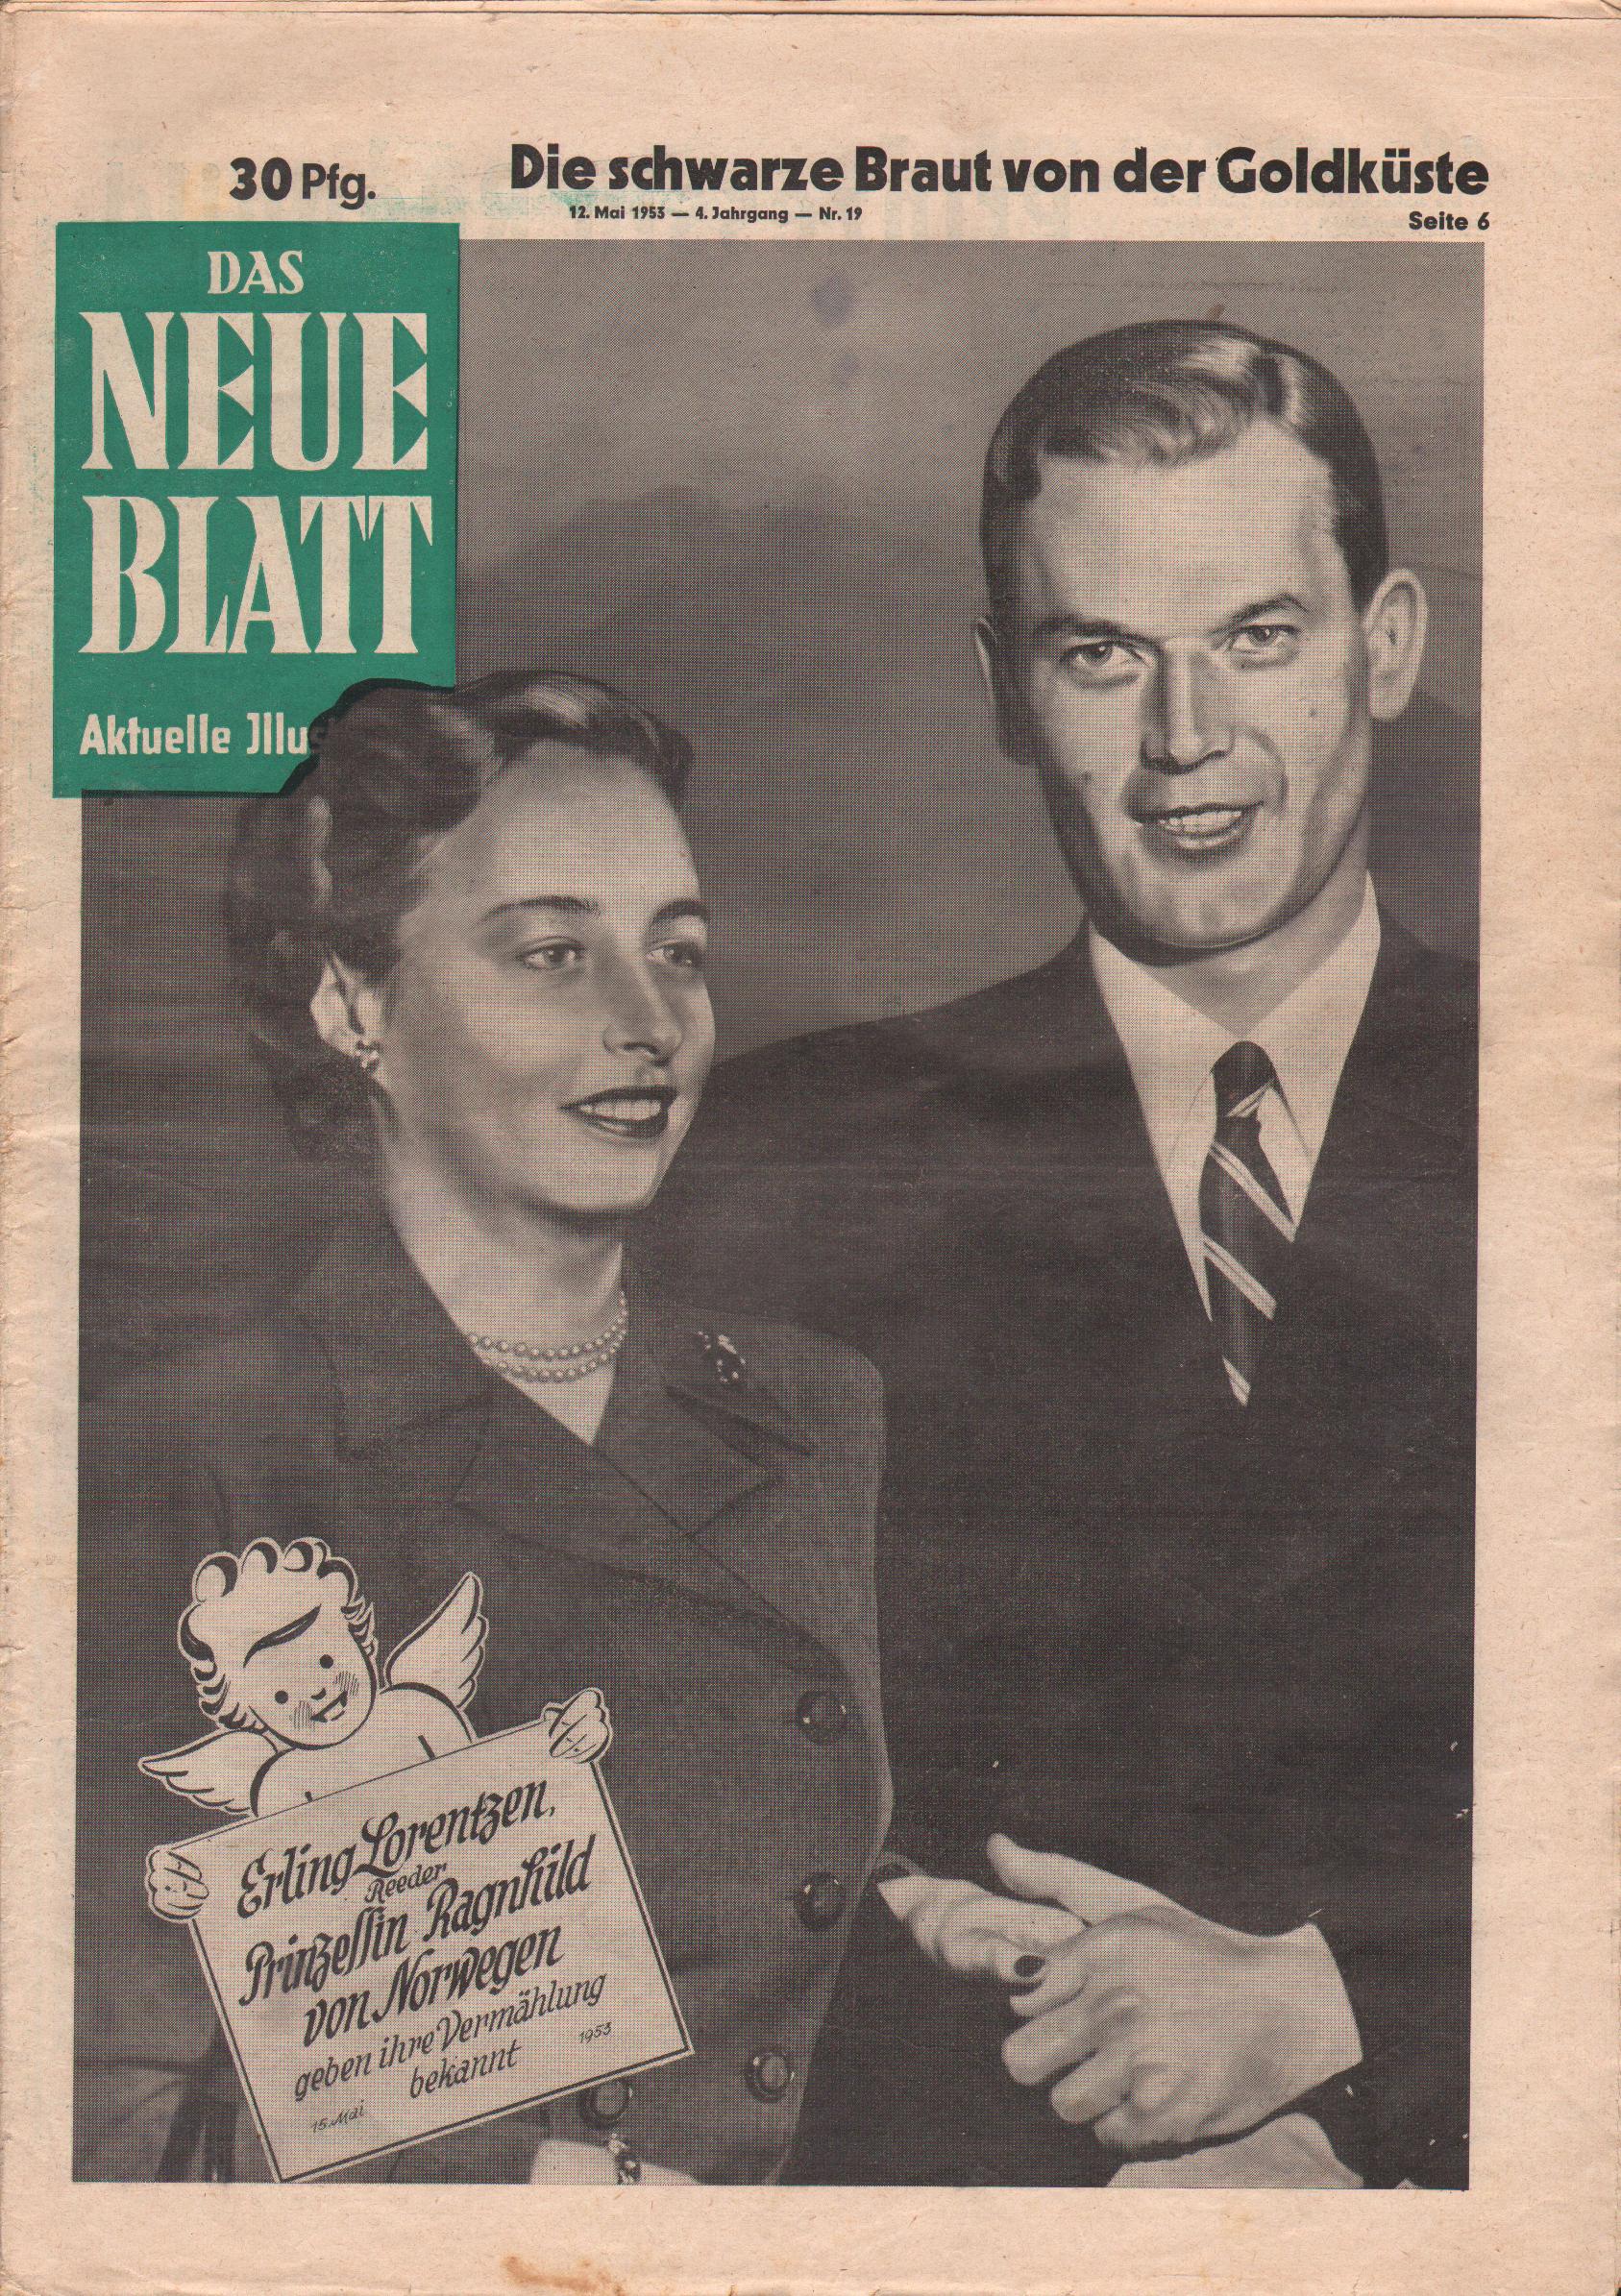 30 Pfg.
Die schwarze Braut von der Goldküste
12. Mai 1953 — 4. Jahrgang — Nr. 19
Seite 6
DAS
NEUE
BLATT
Aktuelle Jllus
Erling Lorentzen,
Reeder
Prinzessin Ragnhild
von Norwegen
geben ihre Vermählung
bekannt
15. Mai 1953